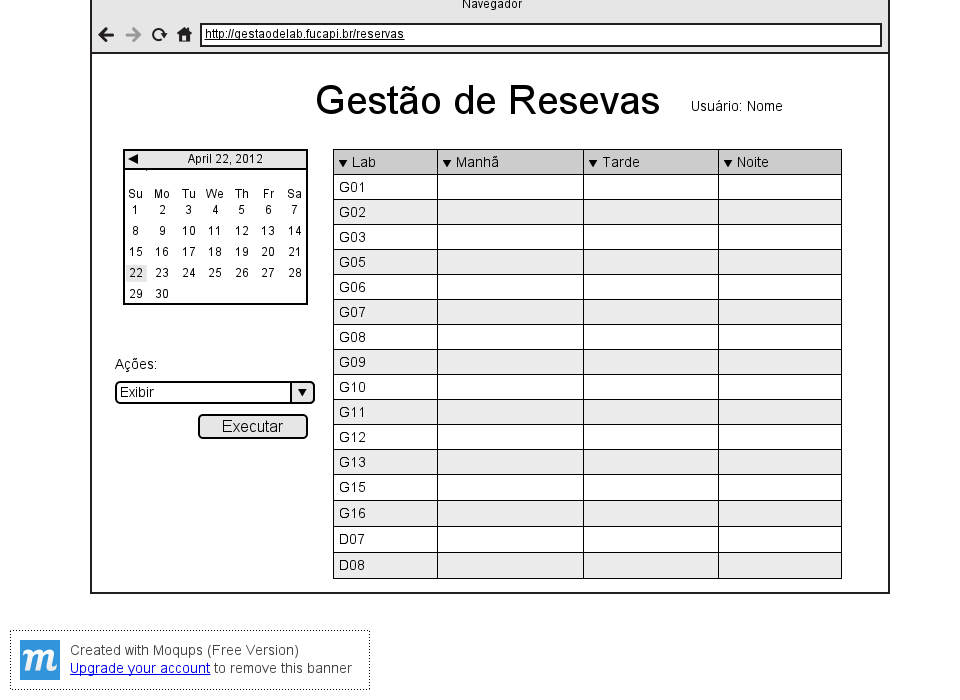 Navegador
http://gestaodelab.fucapi.br/reservas
Gestão de Resevas
Usuário: Nome
April 22, 2012
Su Mo Tu We Th Fr Sa
1 2 3 4 5 6 7
8 9 10 11 12 13 14
15 16 17 18 19 20 21
22 23 24 25 26 27 28
29 30
Ações:
Exibir
Executar
Lab Manhã Tarde Noite
G01
G02
G03
G05
G06
G07
G08
G09
G10
G11
G12
G13
G15
G16
D07
D08
m
Created with Moqups (Free Version)
Upgrade your account to remove this banner